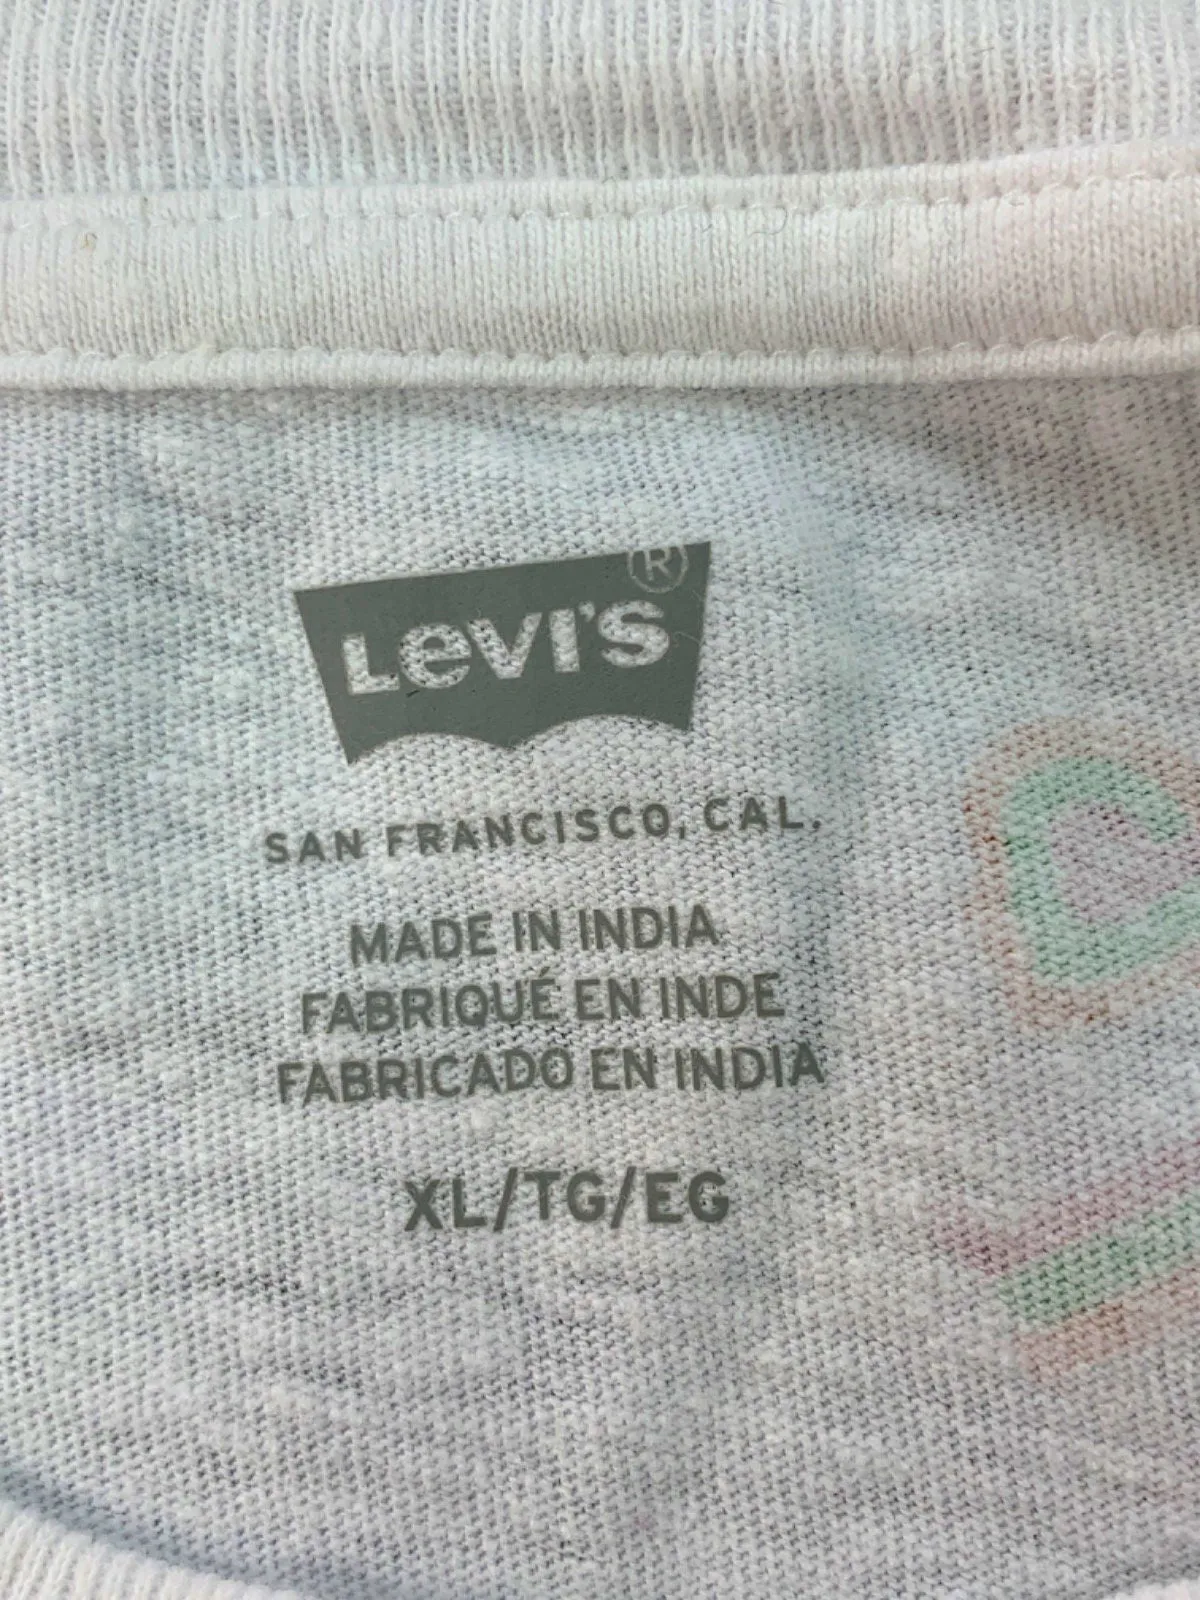 LEVI'S®
SAN FRANCISCO, CAL.
MADE IN INDIA
FABRIQUÉ EN INDE
FABRICADO EN INDIA
XL/TG/EG